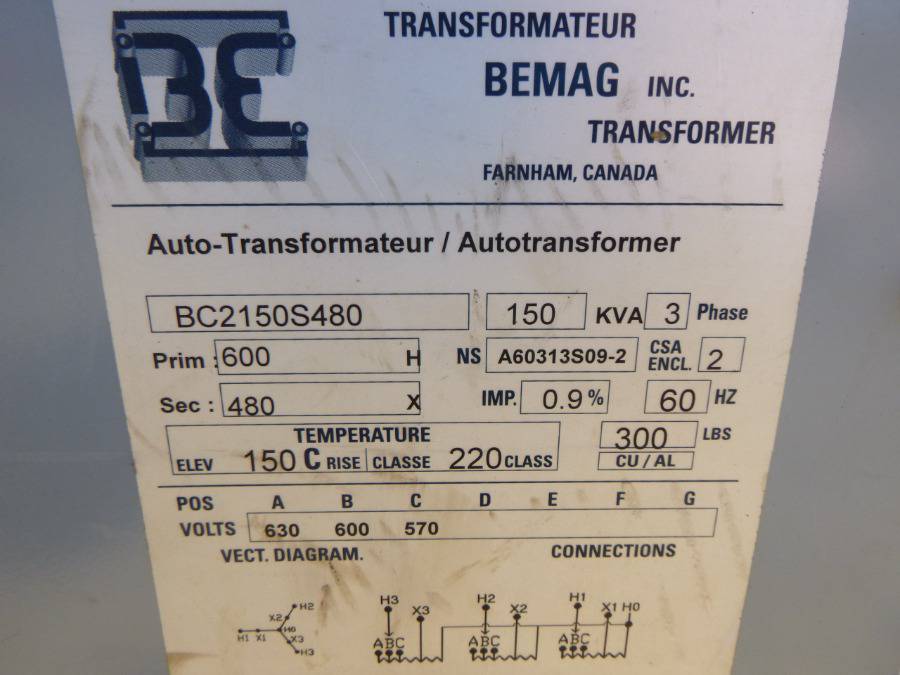 BE
TRANSFORMATEUR
BEMAG INC.
TRANSFORMER
FARNHAM, CANADA
Auto-Transformateur / Autotransformer
BC2150S480 150 KVA 3 Phase
Prim : 600 H NS A60313S09-2 CSA ENCL. 2
Sec : 480 X IMP. 0.9 % 60 HZ
TEMPERATURE 300 LBS
ELEV 150 C RISE CLASSE 220 CLASS CU / AL
POS A B C D E F G
VOLTS 630 600 570
VECT. DIAGRAM. CONNECTIONS
H2 H3 X3 H2 X2 H1 X1 H0
X2
H1 X1 H0 ABC ABC ABC
X3
H3